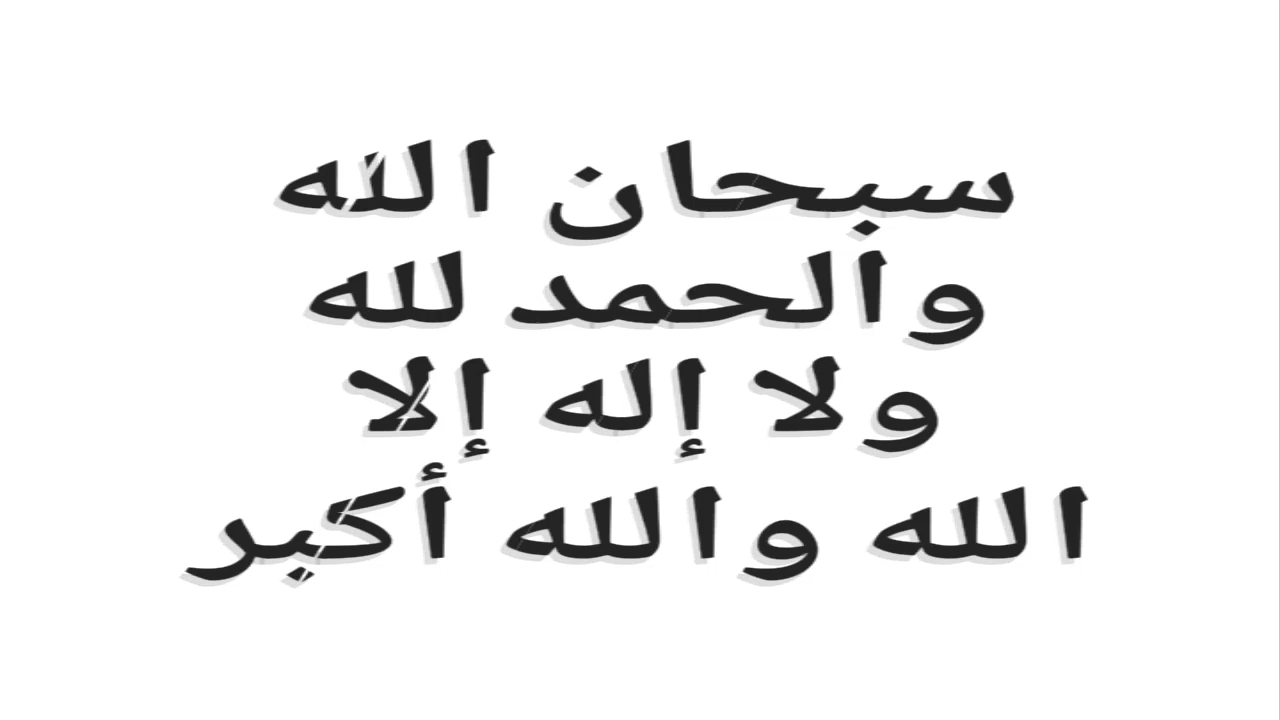 سبحان الله
والحمد لله
ولا إله إلا
الله والله أكبر